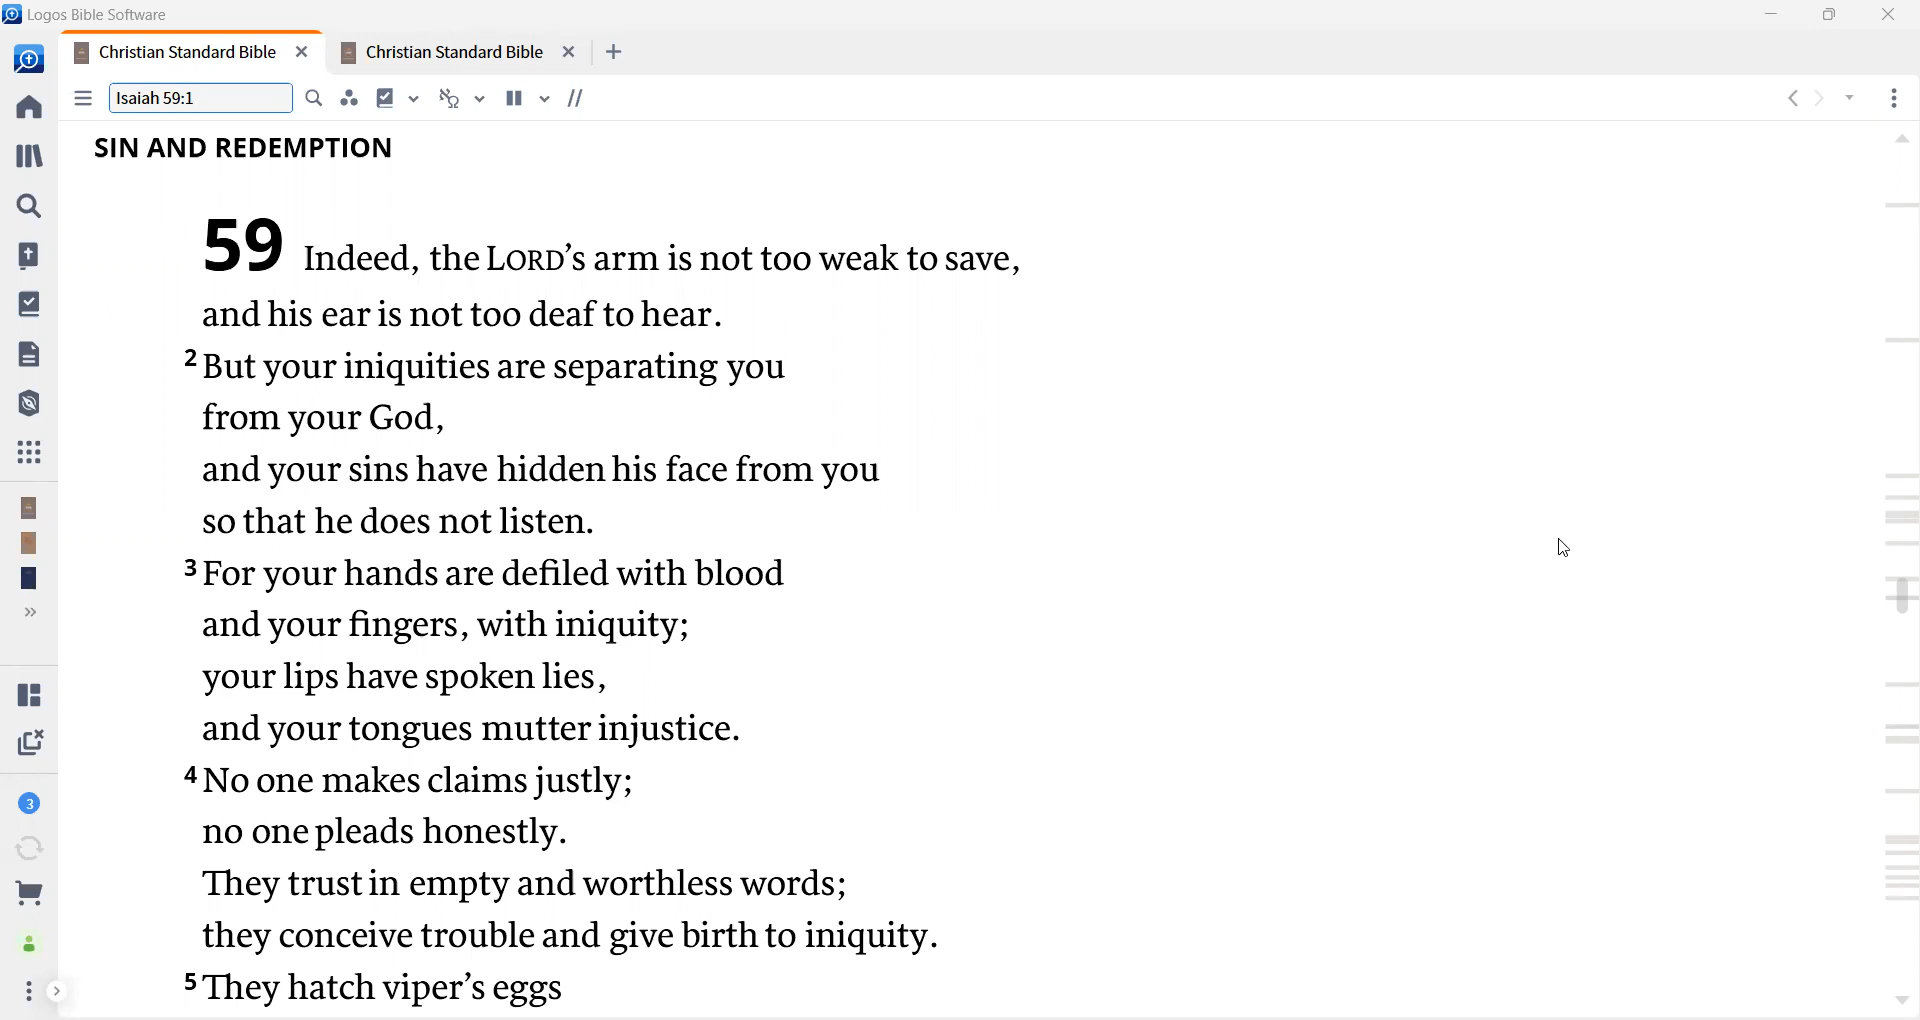 Logos Bible Software
Christian Standard Bible
Christian Standard Bible
Isaiah 59:1
SIN AND REDEMPTION
59 Indeed, the LORD’s arm is not too weak to save,
and his ear is not too deaf to hear.
2 But your iniquities are separating you
from your God,
and your sins have hidden his face from you
so that he does not listen.
3 For your hands are defiled with blood
and your fingers, with iniquity;
your lips have spoken lies,
and your tongues mutter injustice.
4 No one makes claims justly;
no one pleads honestly.
They trust in empty and worthless words;
they conceive trouble and give birth to iniquity.
5 They hatch viper’s eggs
3